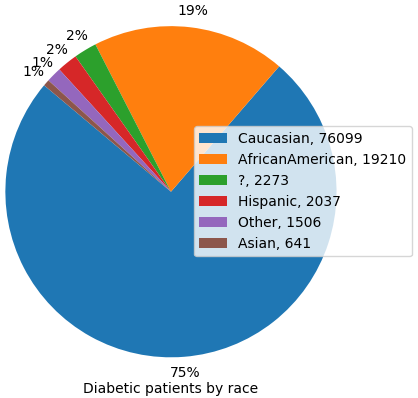 19%
2%
2%
1%
1%
Caucasian, 76099
AfricanAmerican, 19210
?, 2273
Hispanic, 2037
Other, 1506
Asian, 641
75%
Diabetic patients by race